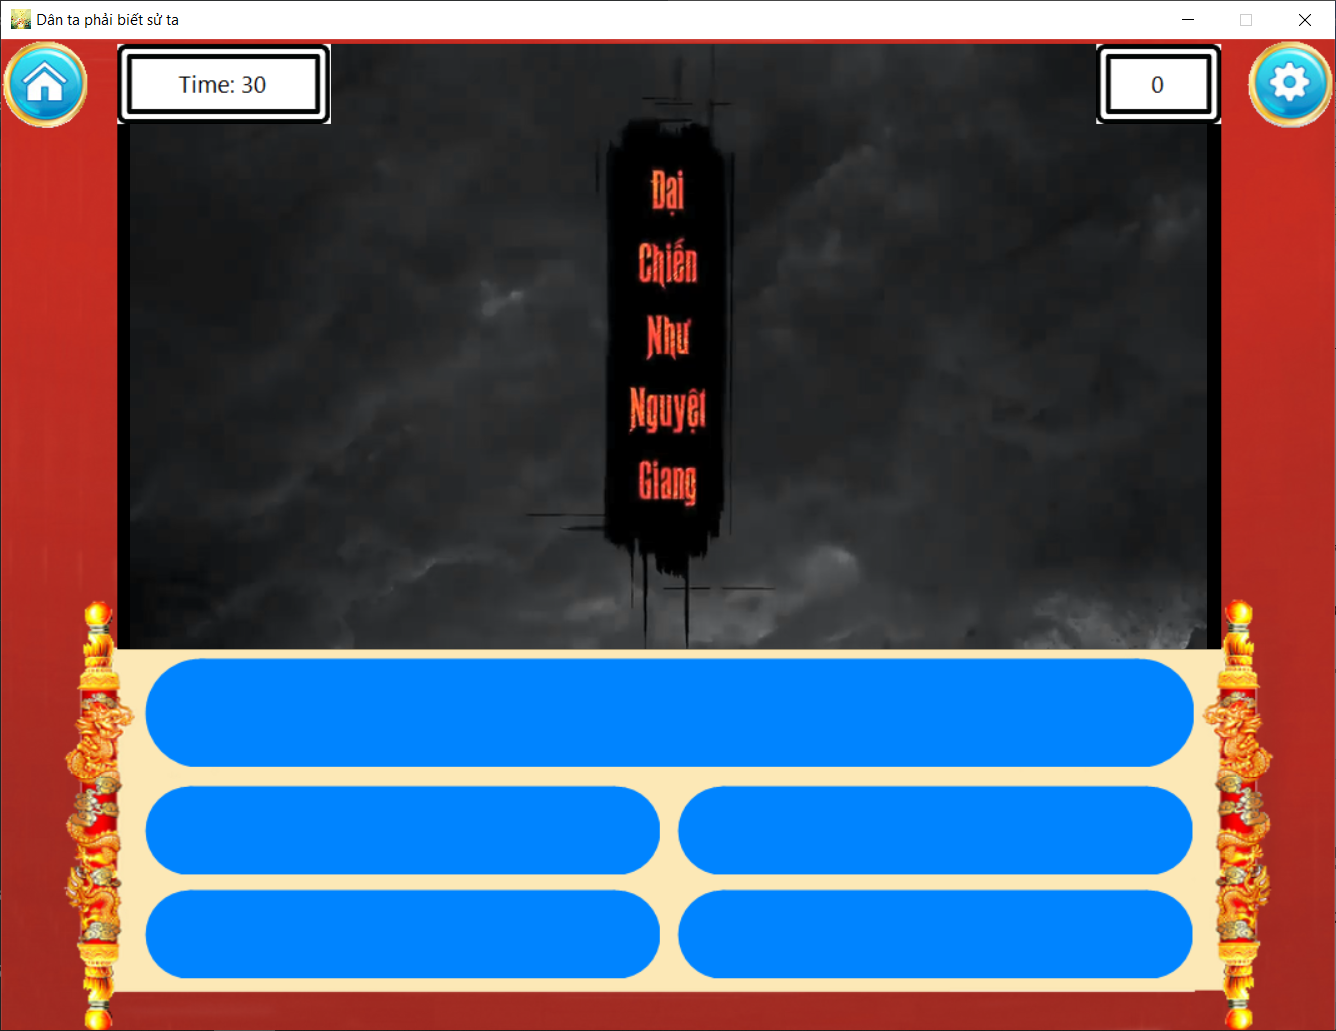 Dân ta phải biết sử ta
Time: 30
0
Đại
Chiến
Như
Nguyệt
Giang